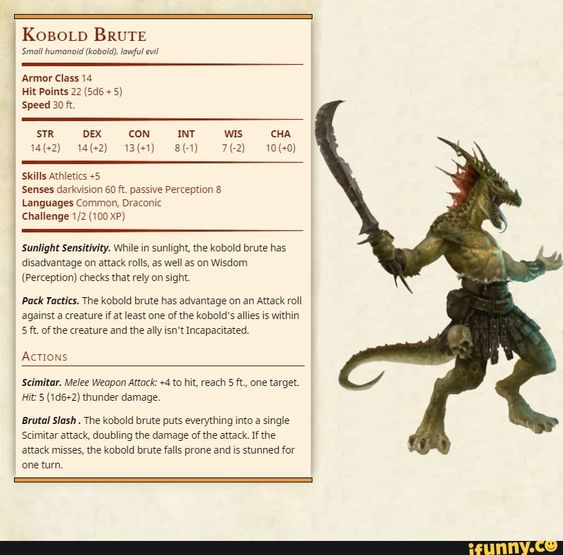 KOBOLD BRUTE
Small humanoid (kobold), lawful evil
Armor Class 14
Hit Points 22 (5d6 + 5)
Speed 30 ft.
STR DEX CON INT WIS CHA
14 (+2) 14 (+2) 13 (+1) 8 (-1) 7 (-2) 10 (+0)
Skills Athletics +5
Senses darkvision 60 ft. passive Perception 8
Languages Common, Draconic
Challenge 1/2 (100 XP)
Sunlight Sensitivity. While in sunlight, the kobold brute has
disadvantage on attack rolls, as well as on Wisdom
(Perception) checks that rely on sight.
Pack Tactics. The kobold brute has advantage on an Attack roll
against a creature if at least one of the kobold's allies is within
5 ft. of the creature and the ally isn't Incapacitated.
ACTIONS
Scimitar. Melee Weapon Attack: +4 to hit, reach 5 ft., one target.
Hit: 5 (1d6+2) thunder damage.
Brutal Slash . The kobold brute puts everything into a single
Scimitar attack, doubling the damage of the attack. If the
attack misses, the kobold brute falls prone and is stunned for
one turn.
ifunny.co